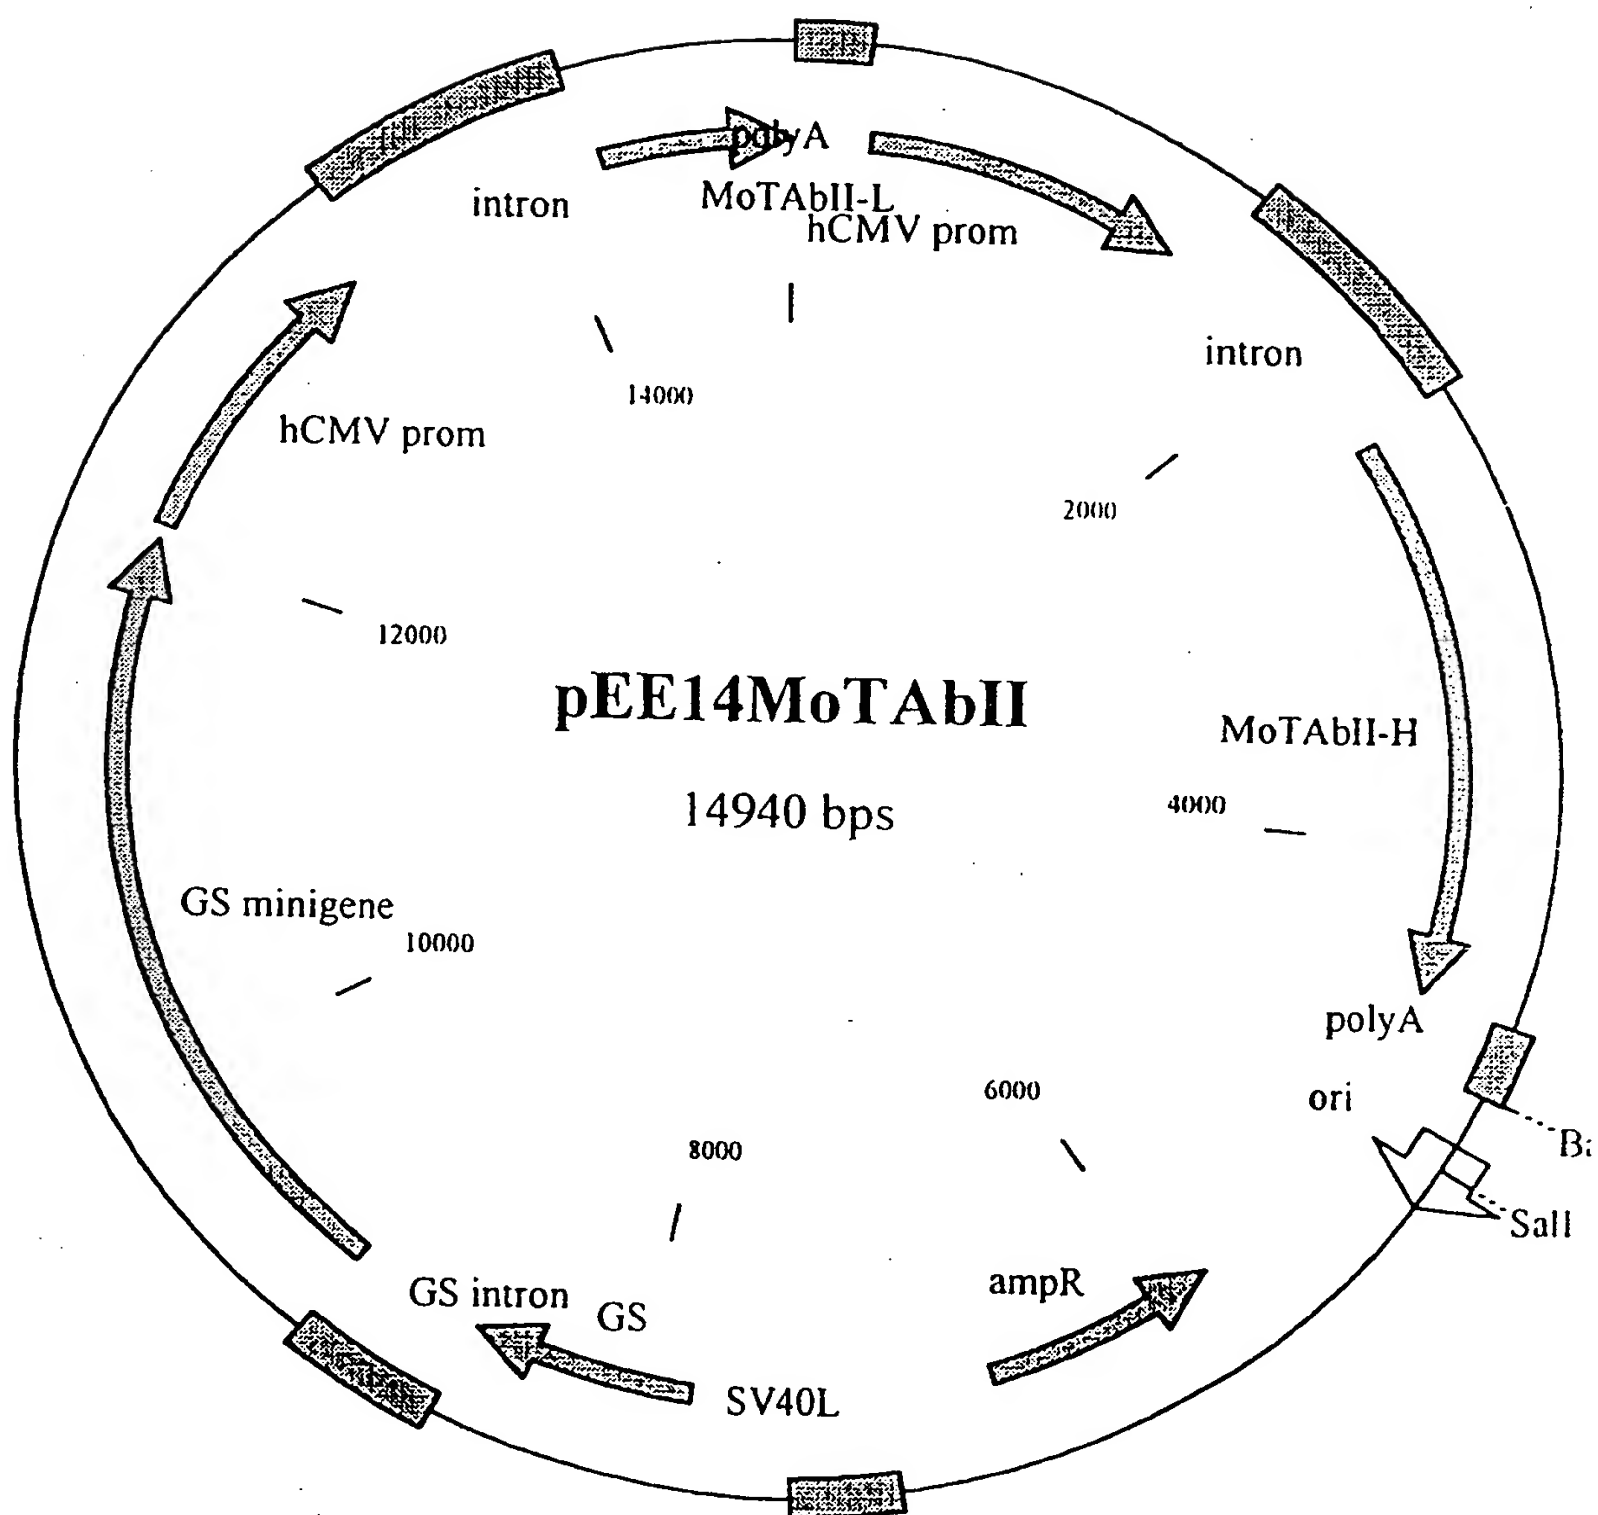 polyA
intron
MoTAbII-L
hCMV prom
intron
14000
hCMV prom
2000
12000
pEE14MoTAbII
MoTAbII-H
14940 bps
4000
GS minigene
10000
polyA
6000
ori
8000
SalI
ampR
GS intron
GS
SV40L